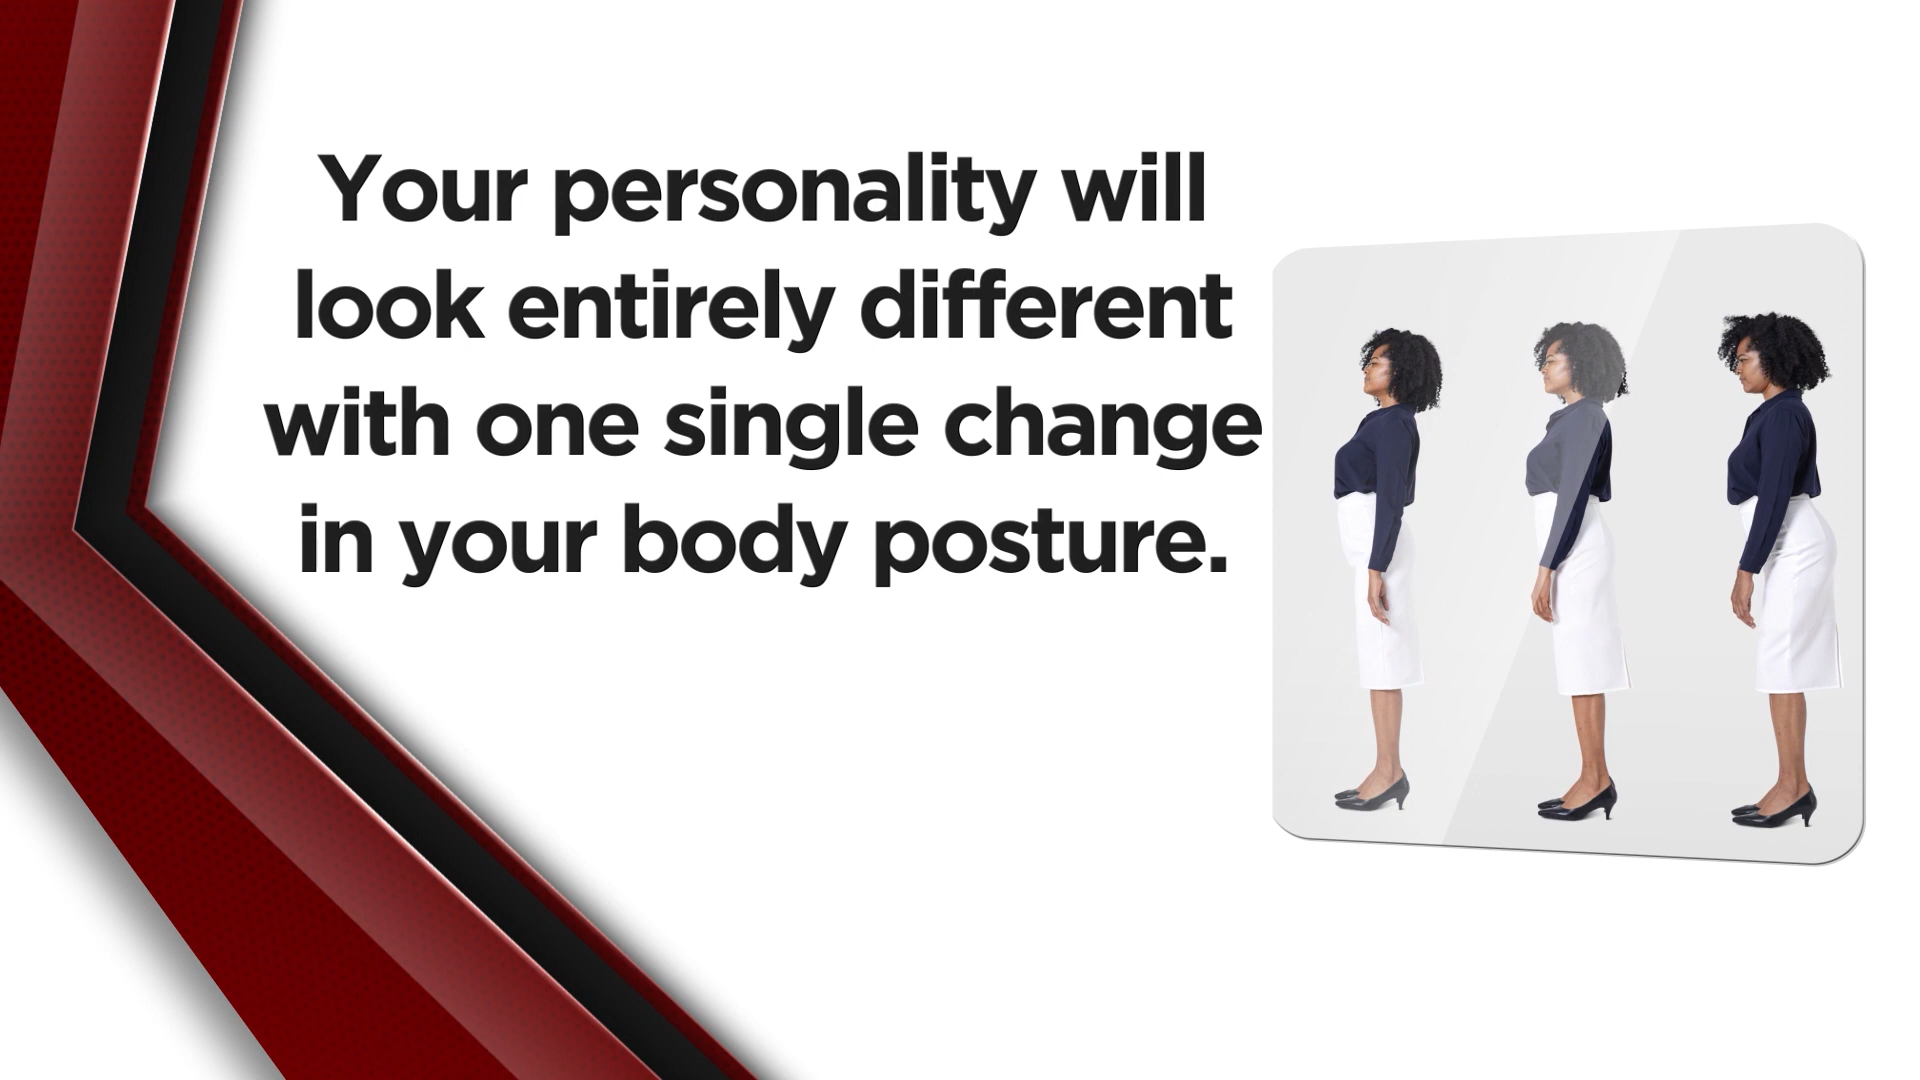 Your personality will
look entirely different
with one single change
in your body posture.